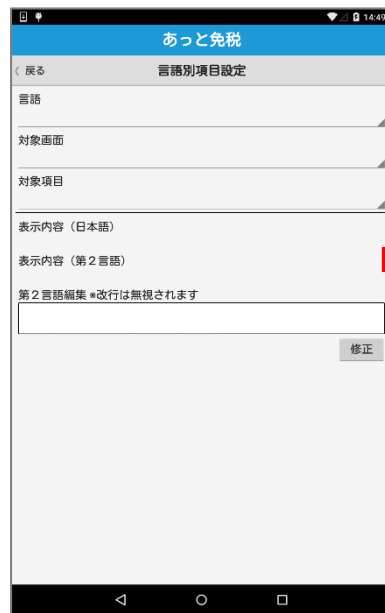 14:49
あっと免税
〈 戻る
言語別項目設定
言語
対象画面
対象項目
表示内容（日本語）
表示内容（第２言語）
第２言語編集 ※改行は無視されます
修正